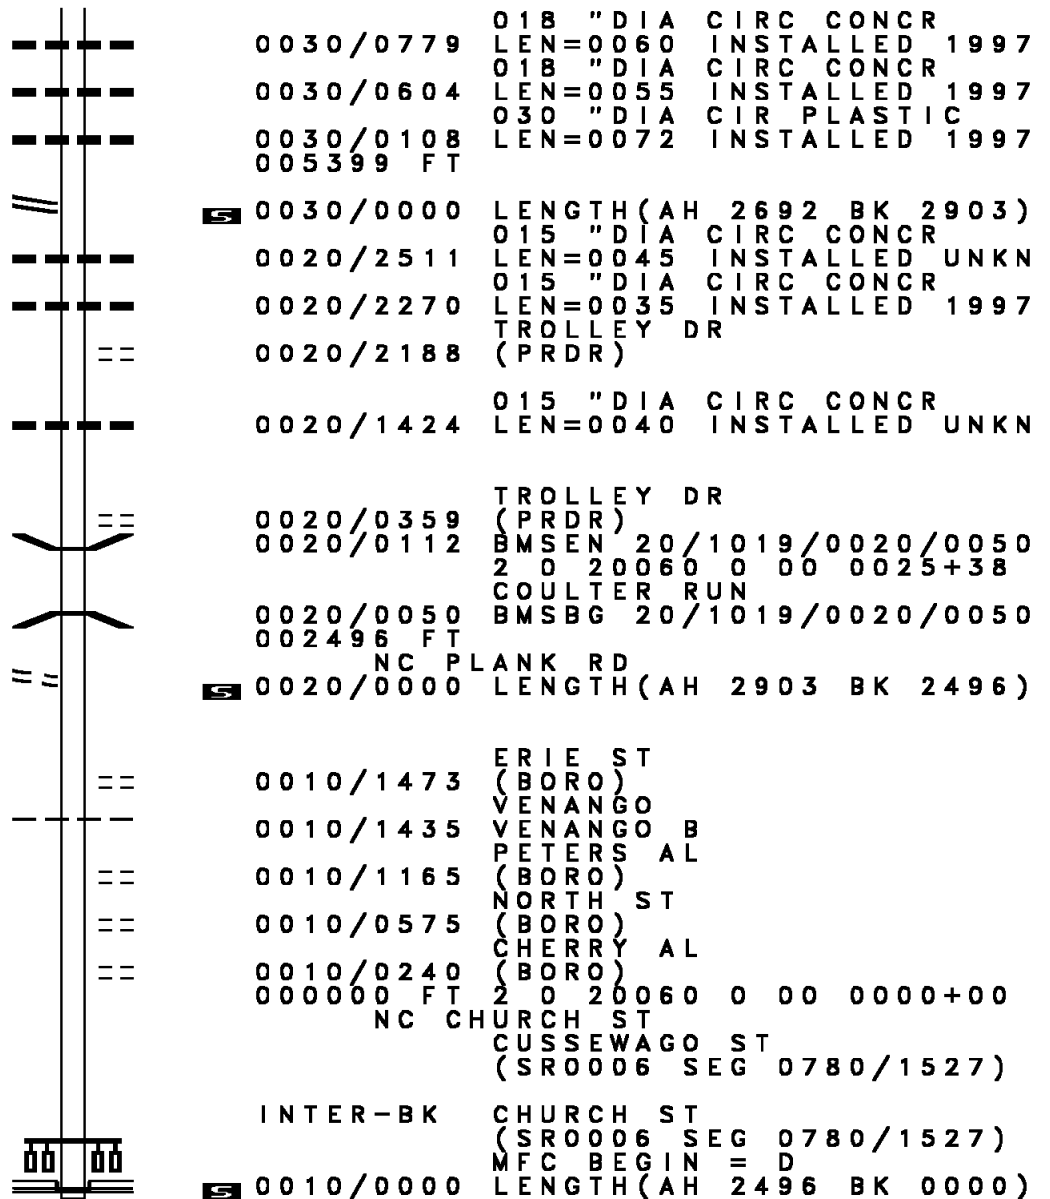 018 "DIA CIRC CONCR
0030/0779 LEN=0060 INSTALLED 1997
018 "DIA CIRC CONCR
0030/0604 LEN=0055 INSTALLED 1997
030 "DIA CIR PLASTIC
0030/0108 LEN=0072 INSTALLED 1997
005399 FT
S 0030/0000 LENGTH(AH 2692 BK 2903)
015 "DIA CIRC CONCR
0020/2511 LEN=0045 INSTALLED UNKN
015 "DIA CIRC CONCR
0020/2270 LEN=0035 INSTALLED 1997
TROLLEY DR
0020/2188 (PRDR)
015 "DIA CIRC CONCR
0020/1424 LEN=0040 INSTALLED UNKN
TROLLEY DR
0020/0359 (PRDR)
0020/0112 BMSEN 20/1019/0020/0050
2 0 20060 0 00 0025+38
COULTER RUN
0020/0050 BMSBG 20/1019/0020/0050
002496 FT
NC PLANK RD
S 0020/0000 LENGTH(AH 2903 BK 2496)
ERIE ST
0010/1473 (BORO)
VENANGO
0010/1435 VENANGO B
PETERS AL
0010/1165 (BORO)
NORTH ST
0010/0575 (BORO)
CHERRY AL
0010/0240 (BORO)
000000 FT 2 0 20060 0 00 0000+00
NC CHURCH ST
CUSSEWAGO ST
(SR0006 SEG 0780/1527)
INTER-BK CHURCH ST
(SR0006 SEG 0780/1527)
MFC BEGIN = D
S 0010/0000 LENGTH(AH 2496 BK 0000)